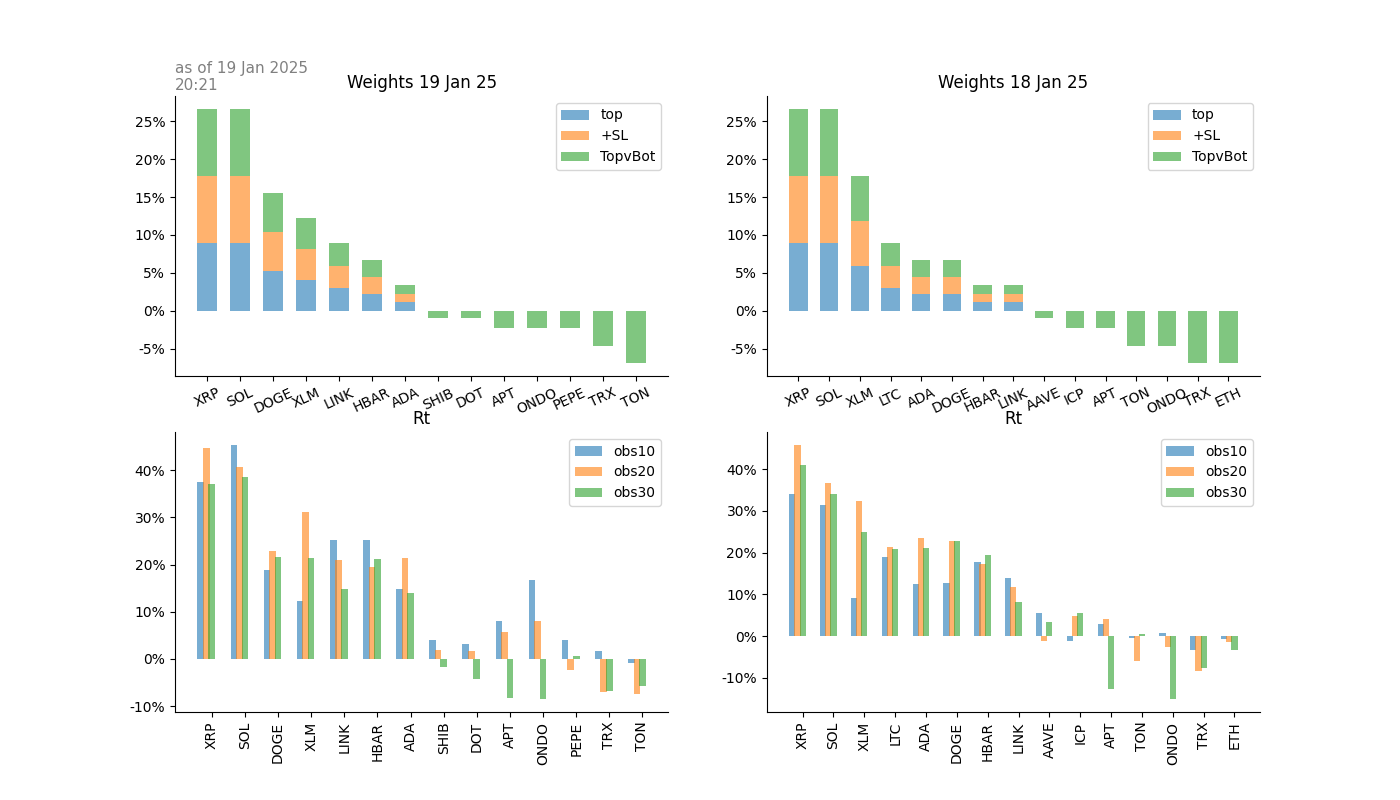 as of 19 Jan 2025
20:21
Weights 19 Jan 25
25%
20%
15%
10%
5%
0%
-5%
top
+SL
TopvBot
XRP SOL DOGE XLM LINK HBAR ADA SHIB DOT APT ONDO PEPE TRX TON
Weights 18 Jan 25
25%
20%
15%
10%
5%
0%
-5%
top
+SL
TopvBot
XRP SOL XLM LTC ADA DOGE HBAR LINK AAVE ICP APT TON ONDO TRX ETH
Rt
40%
30%
20%
10%
0%
-10%
obs10
obs20
obs30
XRP SOL DOGE XLM LINK HBAR ADA SHIB DOT APT ONDO PEPE TRX TON
Rt
40%
30%
20%
10%
0%
-10%
obs10
obs20
obs30
XRP SOL XLM LTC ADA DOGE HBAR LINK AAVE ICP APT TON ONDO TRX ETH